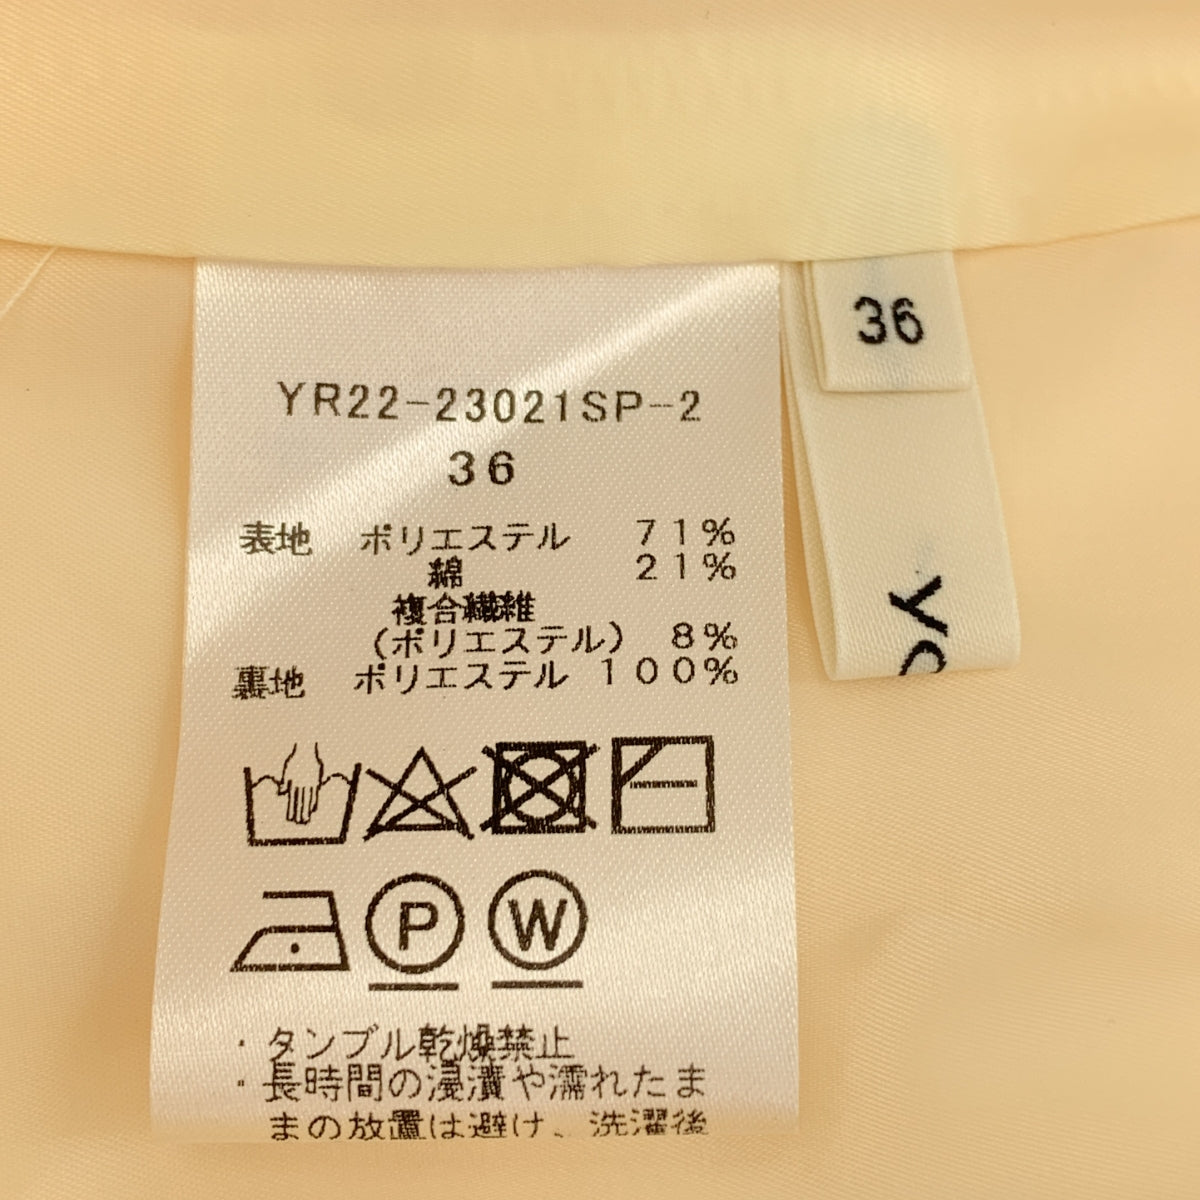 YR22-23021SP-2
36
表地 ポリエステル 71%
綿 21%
複合繊維
(ポリエステル) 8%
裏地 ポリエステル 100%
P W
・タンブル乾燥禁止
・長時間の浸漬や濡れたま
まの放置は避け、洗濯後
36
YO